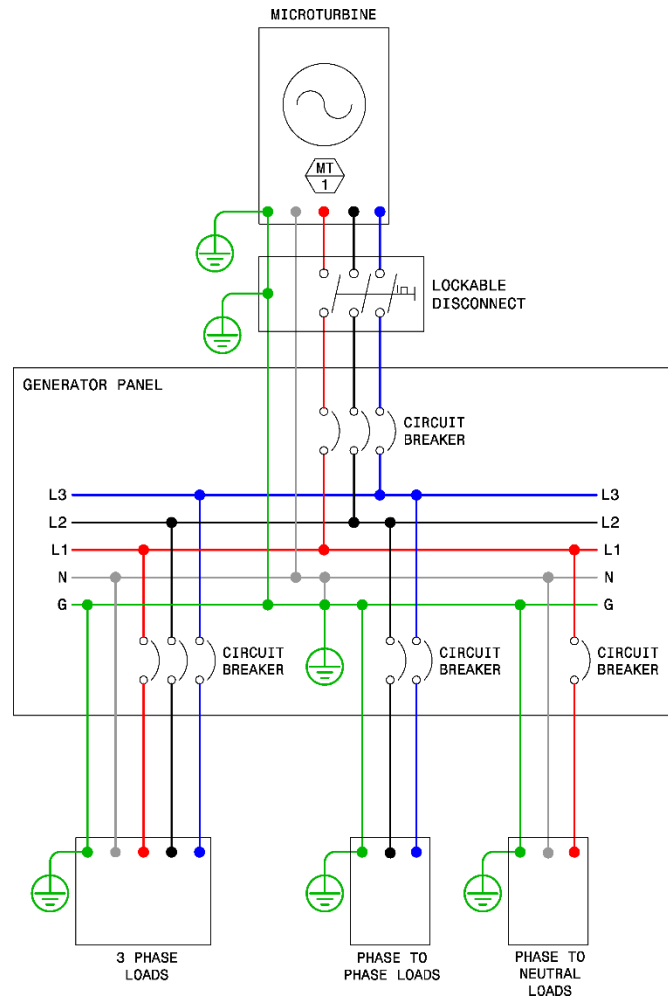 MICROTURBINE
MT
1
LOCKABLE
DISCONNECT
GENERATOR PANEL
CIRCUIT
BREAKER
L3 L3
L2 L2
L1 L1
N N
G G
CIRCUIT
BREAKER
CIRCUIT
BREAKER
CIRCUIT
BREAKER
3 PHASE
LOADS
PHASE TO
PHASE LOADS
PHASE TO
NEUTRAL
LOADS